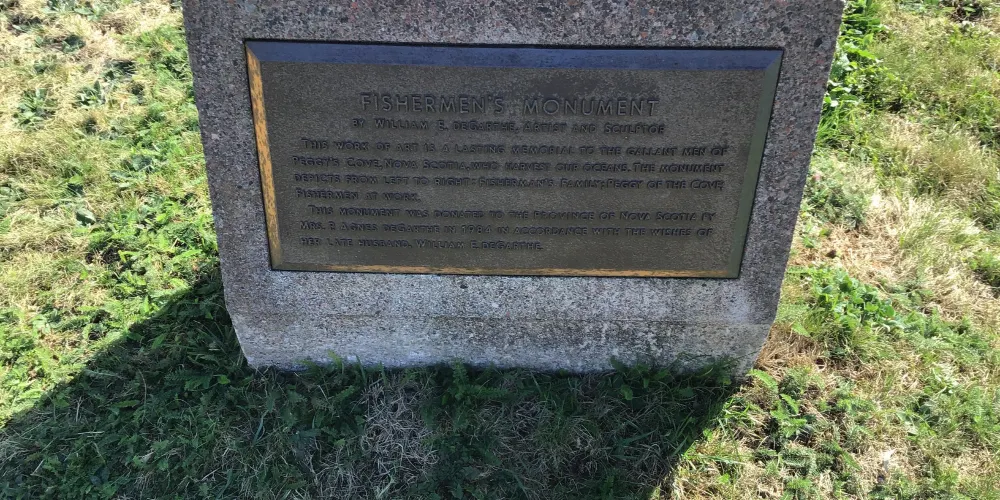 FISHERMEN'S MONUMENT
BY WILLIAM E. DEGARTHE, ARTIST AND SCULPTOR
THIS WORK OF ART IS A LASTING MEMORIAL TO THE GALLANT MEN OF
PEGGY'S COVE, NOVA SCOTIA, WHO HARVEST OUR OCEANS. THE MONUMENT
DEPICTS FROM LEFT TO RIGHT - FISHERMAN'S FAMILY: PEGGY OF THE COVE
FISHERMEN AT WORK.
THIS MONUMENT WAS DONATED TO THE PROVINCE OF NOVA SCOTIA BY
MRS. P. AGNES DEGARTHE IN 1984 IN ACCORDANCE WITH THE WISHES OF
HER LATE HUSBAND, WILLIAM E. DEGARTHE.